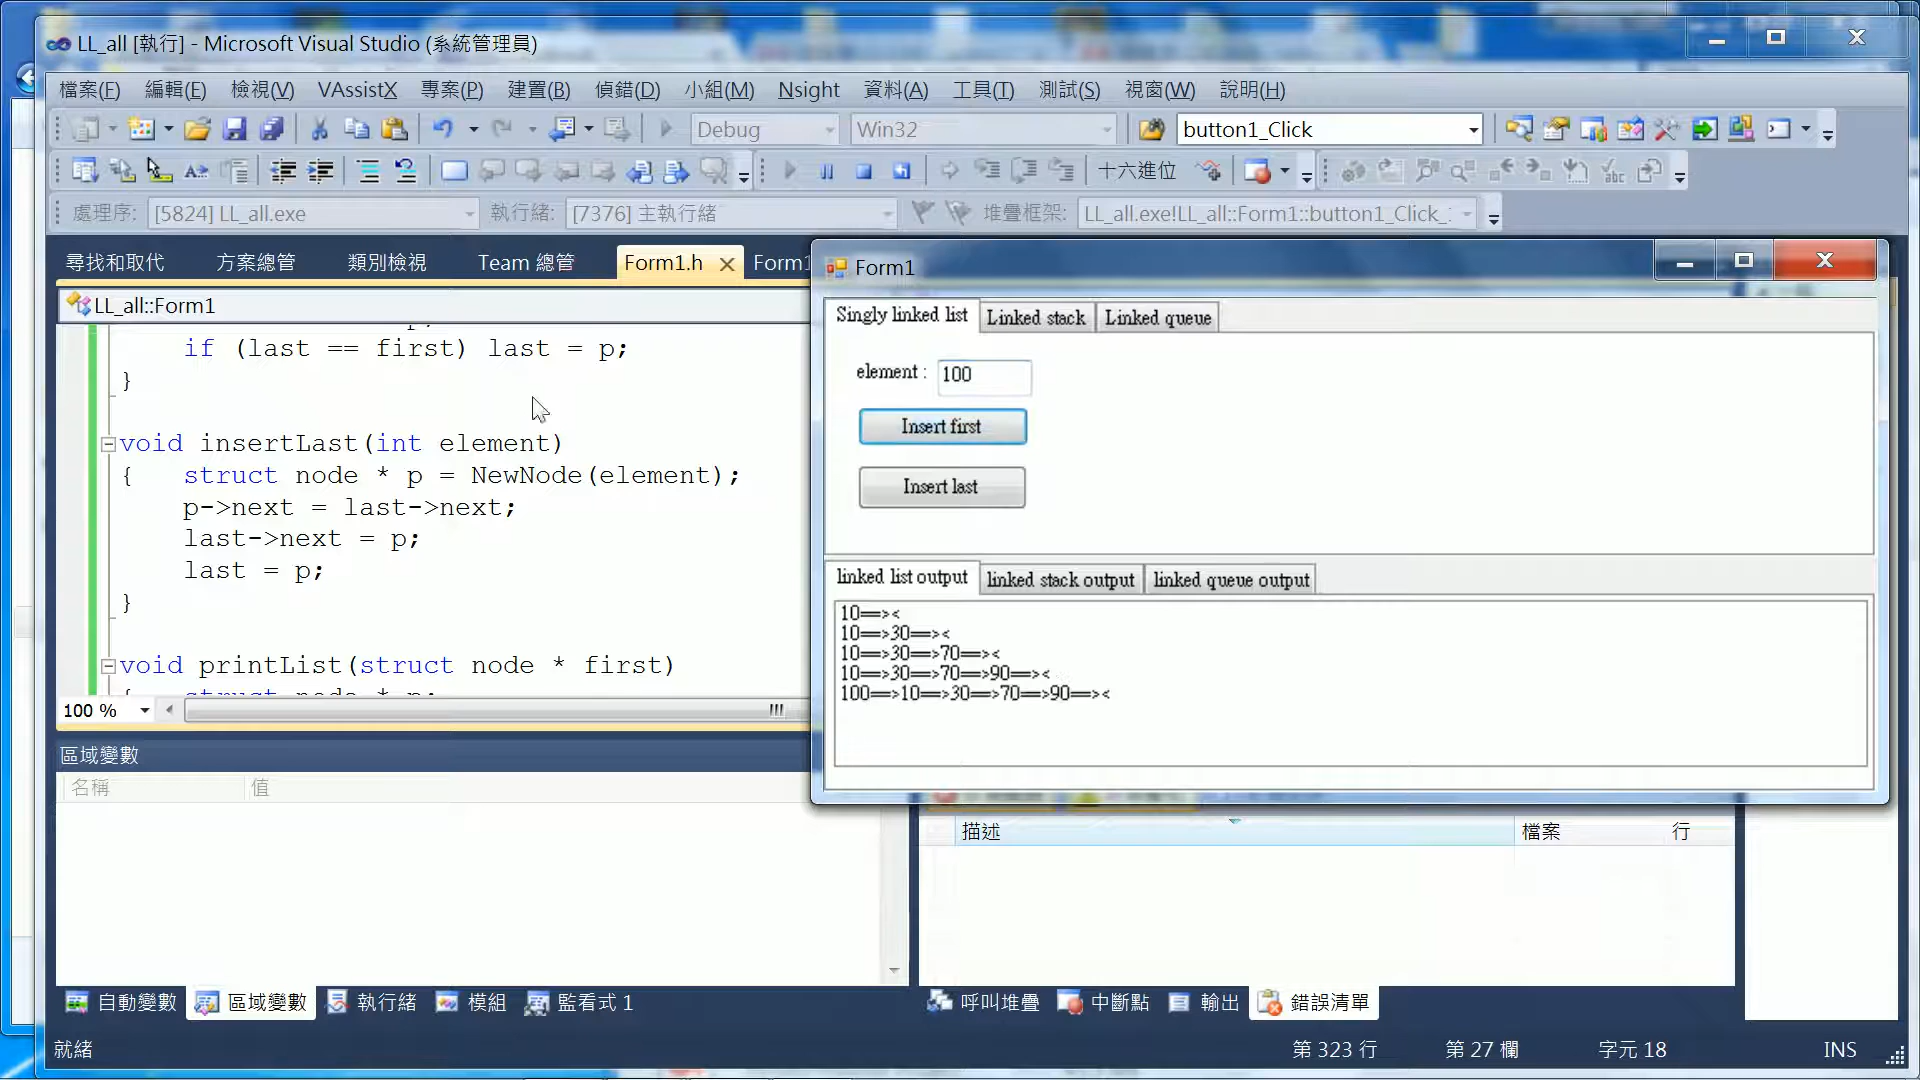 LL_all [執行] - Microsoft Visual Studio (系統管理員)
檔案(F) 編輯(E) 檢視(V) VAssistX 專案(P) 建置(B) 偵錯(D) 小組(M) Nsight 資料(A) 工具(T) 測試(S) 視窗(W) 說明(H)
Debug Win32 button1_Click
十六進位
處理序: [5824] LL_all.exe 執行緒: [7376] 主執行緒 堆疊框架: LL_all.exe!LL_all::Form1::button1_Click_
尋找和取代 方案總管 類別檢視 Team 總管 Form1.h Form1
LL_all::Form1
if (last == first) last = p;
}
void insertLast(int element)
{ struct node * p = NewNode(element);
p->next = last->next;
last->next = p;
last = p;
}
void printList(struct node * first)
{ struct node * p;
100 %
Form1
Singly linked list Linked stack Linked queue
element : 100
Insert first
Insert last
linked list output linked stack output linked queue output
10==><
10==>30==><
10==>30==>70==><
10==>30==>70==>90==><
100==>10==>30==>70==>90==><
區域變數
名稱 值
描述 檔案 行
自動變數 區域變數 執行緒 模組 監看式 1
呼叫堆疊 中斷點 輸出 錯誤清單
就緒 第 323 行 第 27 欄 字元 18 INS